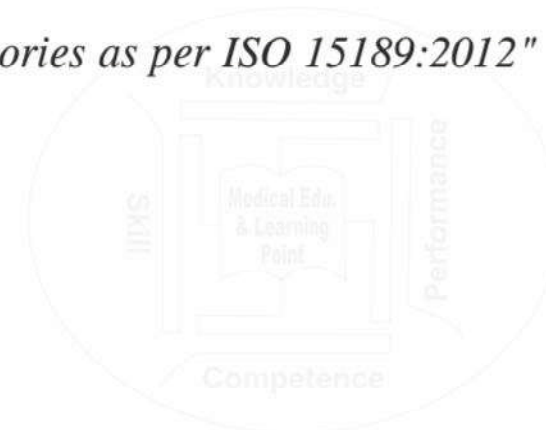 ories as per ISO 15189:2012"
Knowledge
Skill
Medical Edu.
& Learning
Point
Performance
Competence